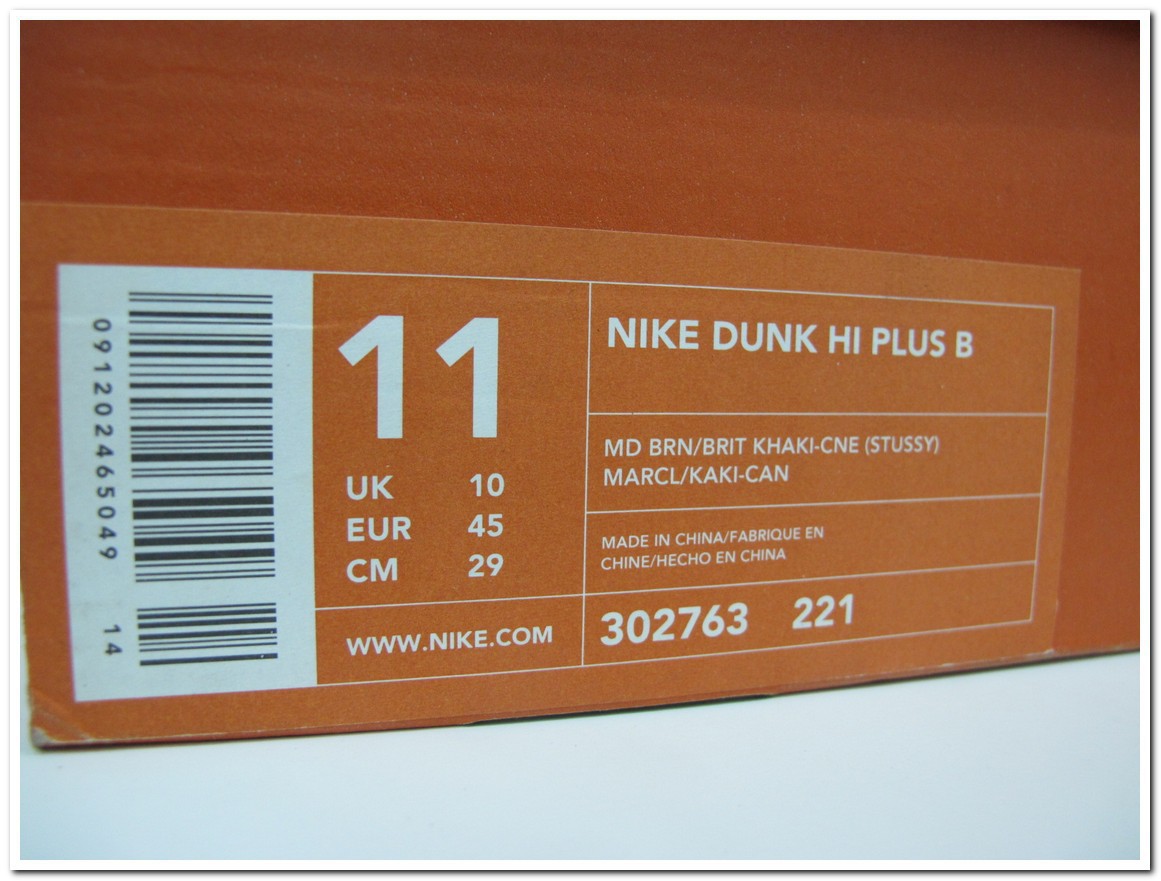 091202465049
14
11
UK 10
EUR 45
CM 29
WWW.NIKE.COM
NIKE DUNK HI PLUS B
MD BRN/BRIT KHAKI-CNE (STUSSY)
MARCL/KAKI-CAN
MADE IN CHINA/FABRIQUE EN
CHINE/HECHO EN CHINA
302763 221